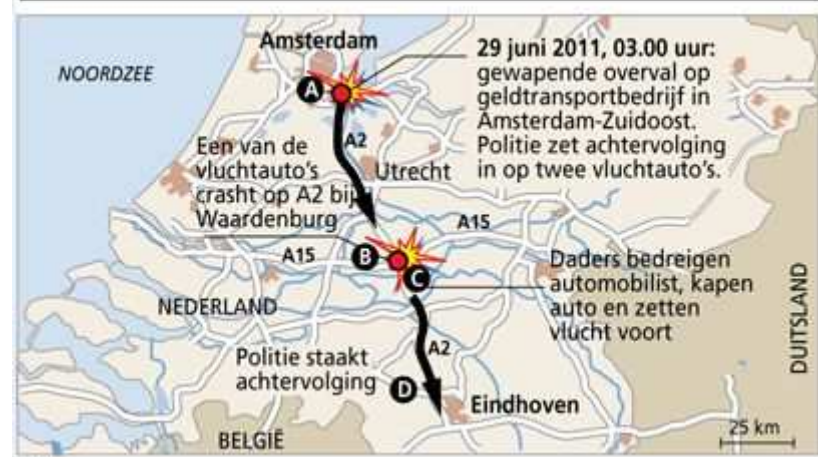 Amsterdam
NOORDZEE
29 juni 2011, 03.00 uur:
gewapende overval op
geldtransportbedrijf in
Amsterdam-Zuidoost.
Politie zet achtervolging
in op twee vluchtauto's.
A
A2
Een van de
vluchtauto's
crasht op A2 bij
Waardenburg
Utrecht
A15
A15
B
C
Daders bedreigen
automobilist, kapen
auto en zetten
vlucht voort
NEDERLAND
DUITSLAND
A2
Politie staakt
achtervolging
D
Eindhoven
BELGIË
25 km